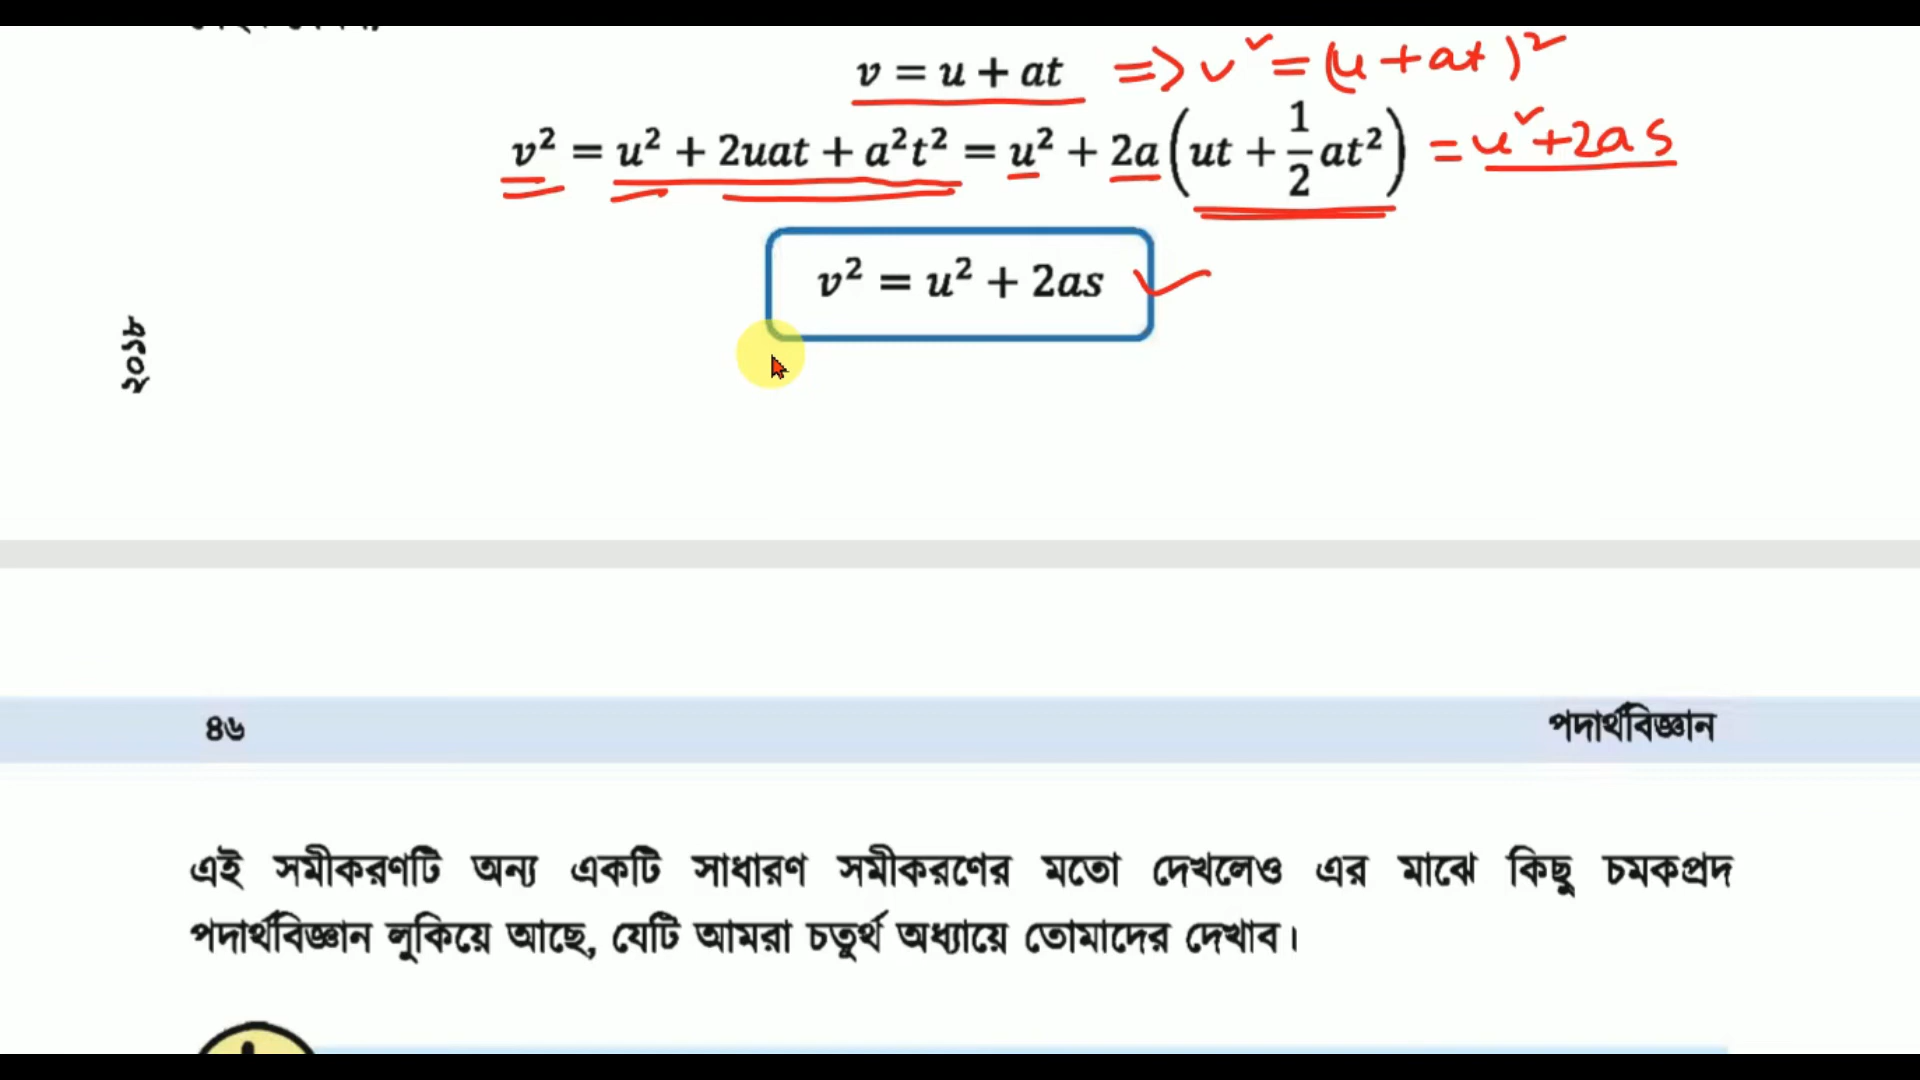 v = u + at ⇒ v² = (u + at)²
v² = u² + 2uat + a²t² = u² + 2a(ut + 1/2 at²) = u² + 2as
v² = u² + 2as
২০১৮
৪৬ পদার্থবিজ্ঞান
এই সমীকরণটি অন্য একটি সাধারণ সমীকরণের মতো দেখলেও এর মাঝে কিছু চমকপ্রদ
পদার্থবিজ্ঞান লুকিয়ে আছে, যেটি আমরা চতুর্থ অধ্যায়ে তোমাদের দেখাব।